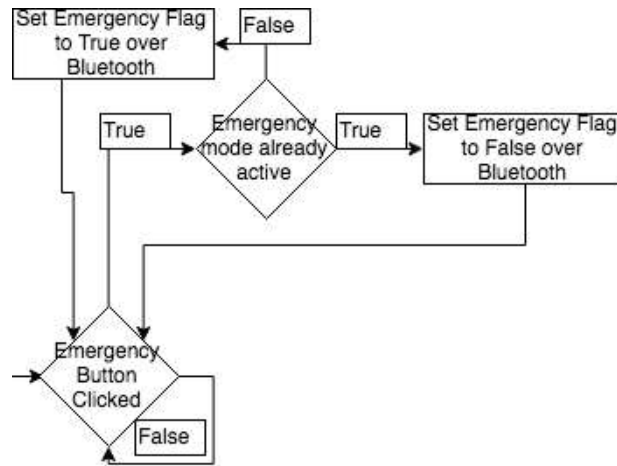 Set Emergency Flag
to True over
Bluetooth
False
True
Emergency
mode already
active
True
Set Emergency Flag
to False over
Bluetooth
Emergency
Button
Clicked
False